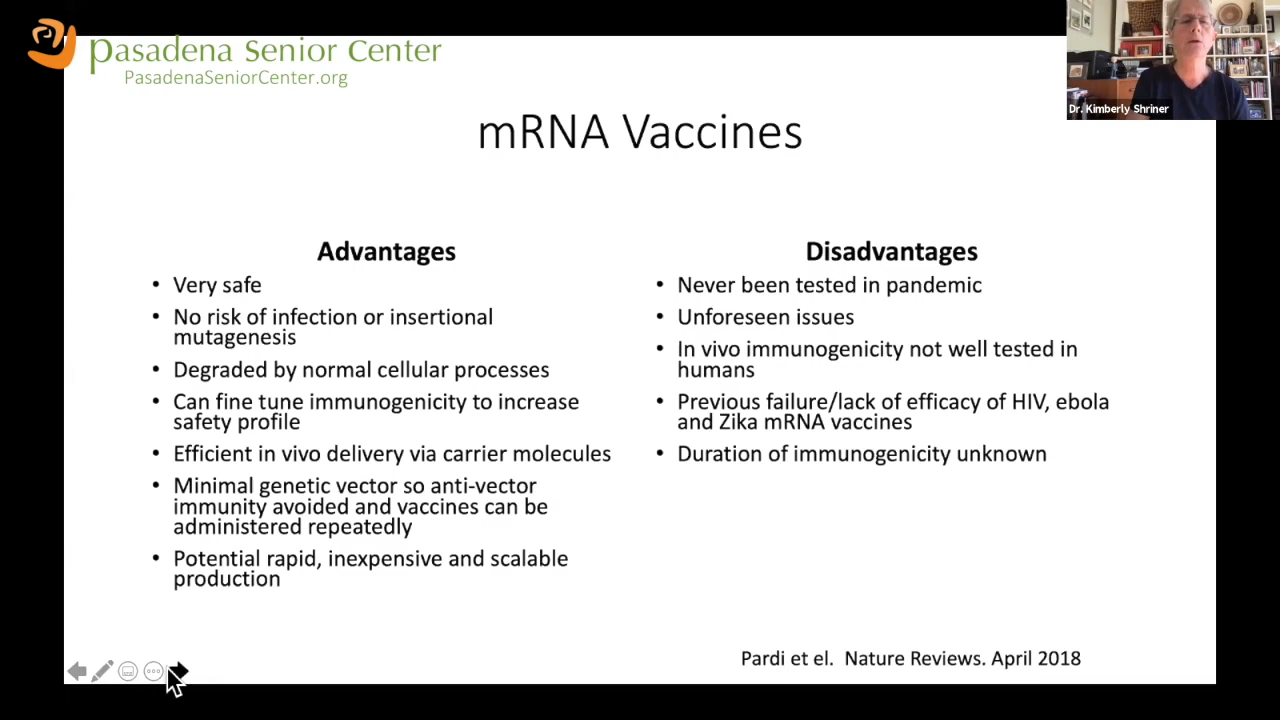 Pasadena Senior Center
PasadenaSeniorCenter.org
Dr. Kimberly Shriner
mRNA Vaccines
Advantages
• Very safe
• No risk of infection or insertional
mutagenesis
• Degraded by normal cellular processes
• Can fine tune immunogenicity to increase
safety profile
• Efficient in vivo delivery via carrier molecules
• Minimal genetic vector so anti-vector
immunity avoided and vaccines can be
administered repeatedly
• Potential rapid, inexpensive and scalable
production
Disadvantages
• Never been tested in pandemic
• Unforeseen issues
• In vivo immunogenicity not well tested in
humans
• Previous failure/lack of efficacy of HIV, ebola
and Zika mRNA vaccines
• Duration of immunogenicity unknown
Pardi et el. Nature Reviews. April 2018